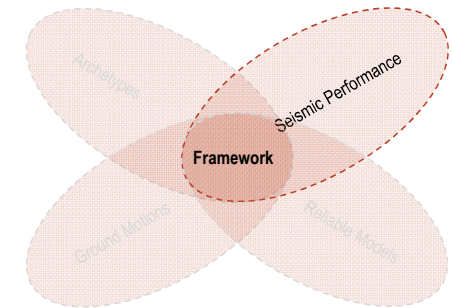 Archetypes
Seismic Performance
Framework
Ground Motions
Reliable Models